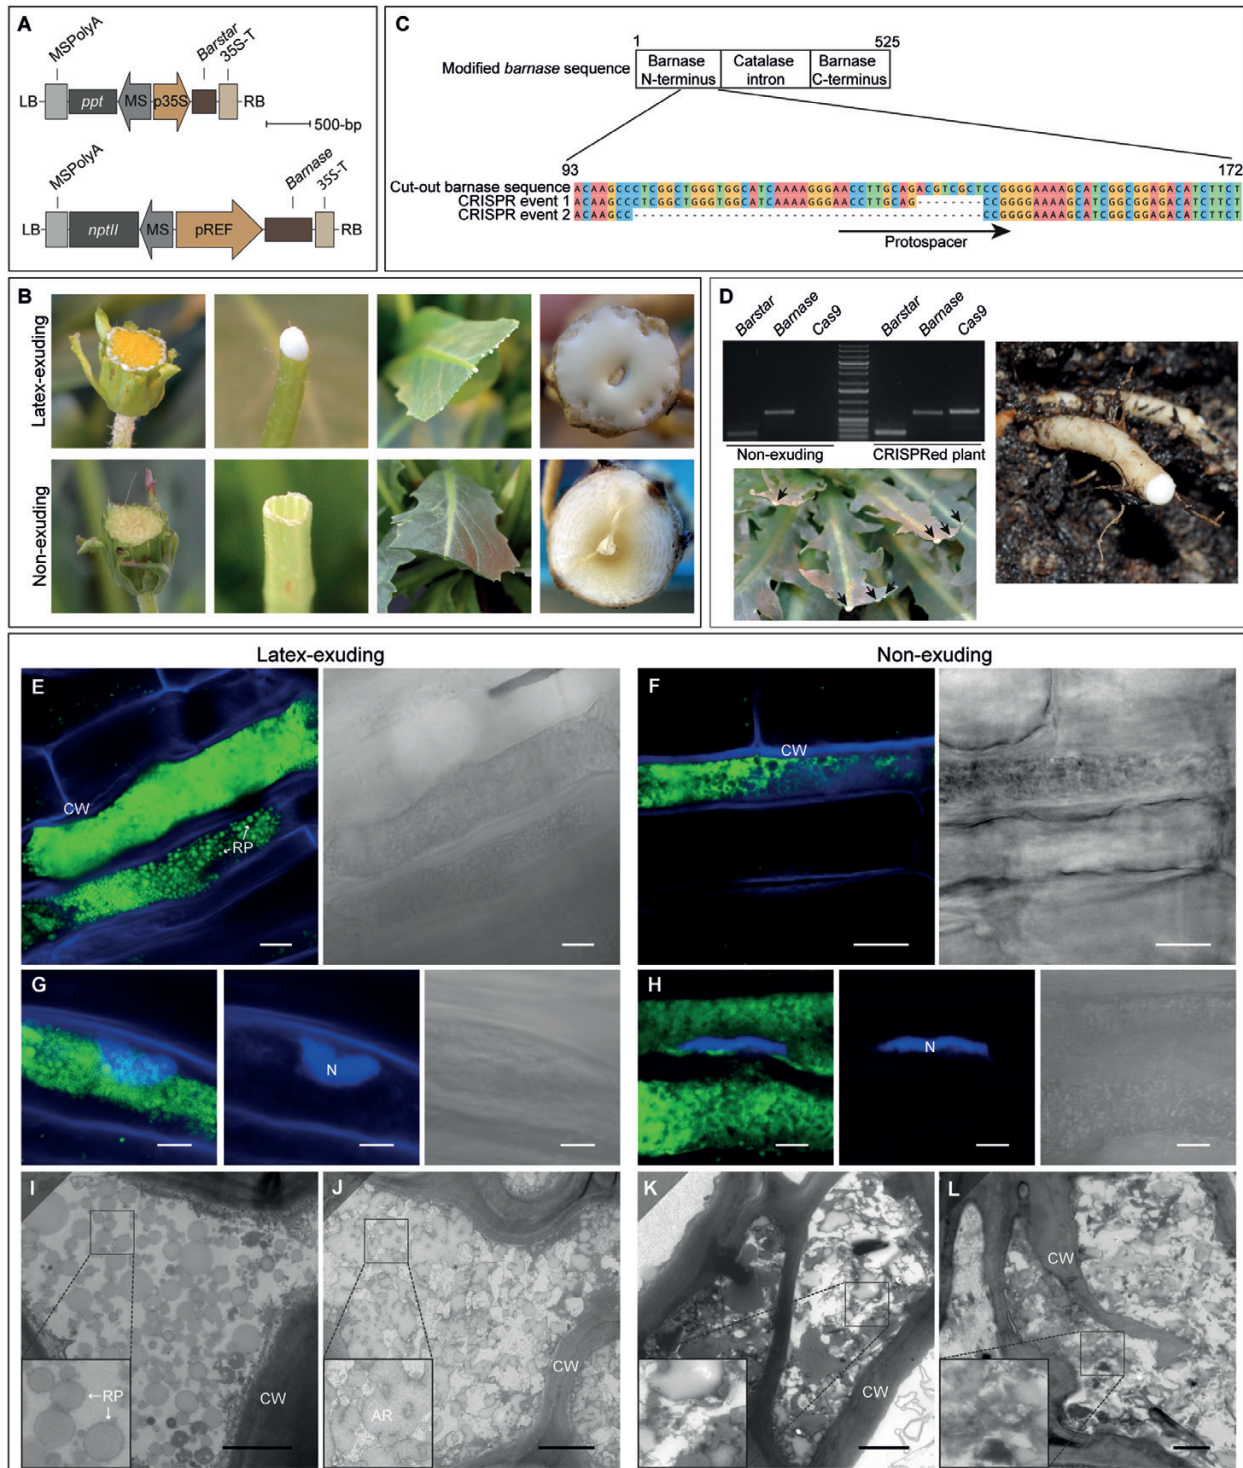 A
MSPolyA
Barstar
35S-T
LB
ppt
MS
p35S
RB
500-bp
MSPolyA
Barnase
35S-T
LB
nptII
MS
pREF
RB
C
1
525
Modified barnase sequence
Barnase N-terminus
Catalase intron
Barnase C-terminus
93
172
Cut-out barnase sequence ACAAGCCCTCGGCTGGGTGGCATCAAAAGGGAACCTTGCAGACGTCGCTCCGGGGAAAAGCATCGGCGGAGACATCTTCT
CRISPR event 1 ACAAGCCCTCGGCTGGGTGGCATCAAAAGGGAACCTTGCAG--------CCGGGGAAAAGCATCGGCGGAGACATCTTCT
CRISPR event 2 ACAAGCC------------------------------------------CCGGGGAAAAGCATCGGCGGAGACATCTTCT
Protospacer
B
Latex-exuding
Non-exuding
D
Barstar
Barnase
Cas9
Barstar
Barnase
Cas9
Non-exuding
CRISPRed plant
Latex-exuding
Non-exuding
E
CW
RP
F
CW
G
N
H
N
I
RP
CW
J
AR
CW
K
CW
L
CW